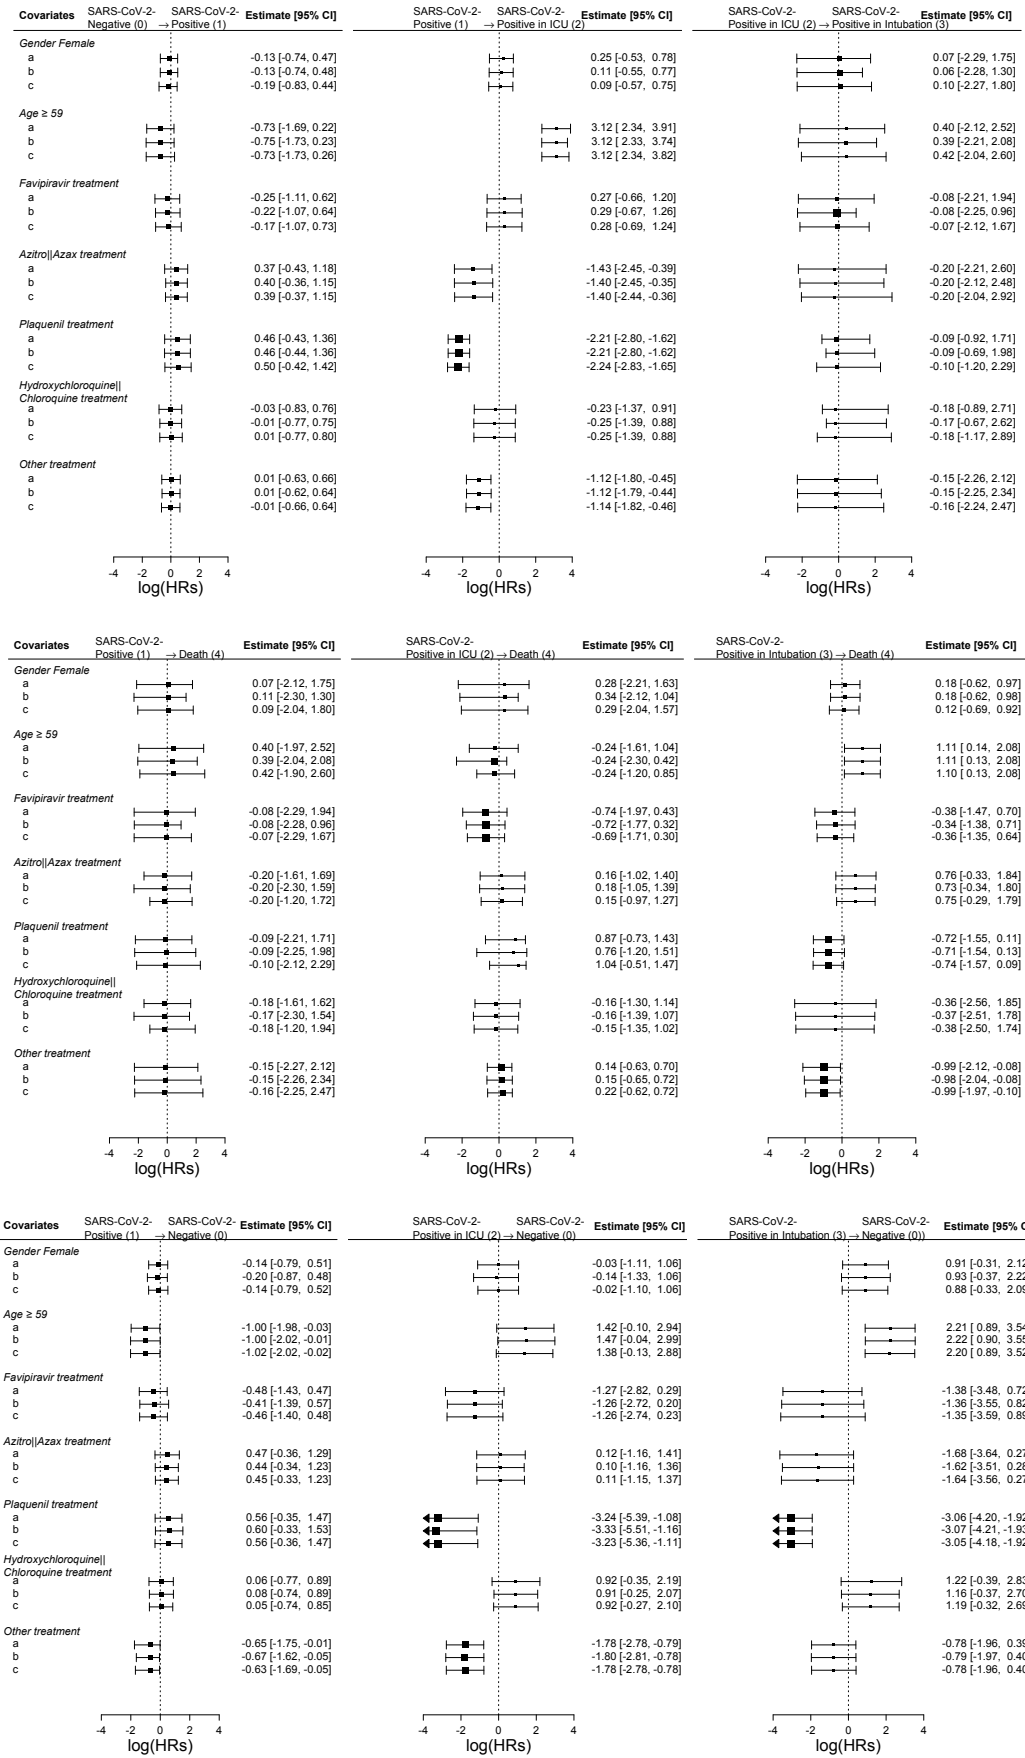 SARS-CoV-2- SARS-CoV-2- Estimate [95% CI]
Negative (0) → Positive (1)
Gender Female
a -0.13 [-0.74, 0.47]
b -0.13 [-0.74, 0.48]
c -0.19 [-0.83, 0.44]
Age ≥ 59
a -0.73 [-1.69, 0.22]
b -0.75 [-1.73, 0.23]
c -0.73 [-1.73, 0.26]
Favipiravir treatment
a -0.25 [-1.11, 0.62]
b -0.22 [-1.07, 0.64]
c -0.17 [-1.07, 0.73]
Azitro||Azax treatment
a 0.37 [-0.43, 1.18]
b 0.40 [-0.36, 1.15]
c 0.39 [-0.37, 1.15]
Plaquenil treatment
a 0.46 [-0.43, 1.36]
b 0.46 [-0.44, 1.36]
c 0.50 [-0.42, 1.42]
Hydroxychloroquine||
Chloroquine treatment
a -0.03 [-0.83, 0.76]
b -0.01 [-0.77, 0.75]
c 0.01 [-0.77, 0.80]
Other treatment
a 0.01 [-0.63, 0.66]
b 0.01 [-0.62, 0.64]
c -0.01 [-0.66, 0.64]
-4 -2 0 2 4
log(HRs)
SARS-CoV-2- SARS-CoV-2- Estimate [95% CI]
Positive (1) → Positive in ICU (2)
0.25 [-0.53, 0.78]
0.11 [-0.55, 0.77]
0.09 [-0.57, 0.75]
3.12 [ 2.34, 3.91]
3.12 [ 2.33, 3.74]
3.12 [ 2.34, 3.82]
0.27 [-0.66, 1.20]
0.29 [-0.67, 1.26]
0.28 [-0.69, 1.24]
-1.43 [-2.45, -0.39]
-1.40 [-2.45, -0.35]
-1.40 [-2.44, -0.36]
-2.21 [-2.80, -1.62]
-2.21 [-2.80, -1.62]
-2.24 [-2.83, -1.65]
-0.23 [-1.37, 0.91]
-0.25 [-1.39, 0.88]
-0.25 [-1.39, 0.88]
-1.12 [-1.80, -0.45]
-1.12 [-1.79, -0.44]
-1.14 [-1.82, -0.46]
-4 -2 0 2 4
log(HRs)
SARS-CoV-2- SARS-CoV-2- Estimate [95% CI]
Positive in ICU (2) → Positive in Intubation (3)
0.07 [-2.29, 1.75]
0.06 [-2.28, 1.30]
0.10 [-2.27, 1.80]
0.40 [-2.12, 2.52]
0.39 [-2.21, 2.08]
0.42 [-2.04, 2.60]
-0.08 [-2.21, 1.94]
-0.08 [-2.25, 0.96]
-0.07 [-2.12, 1.67]
-0.20 [-2.21, 2.60]
-0.20 [-2.12, 2.48]
-0.20 [-2.04, 2.92]
-0.09 [-0.92, 1.71]
-0.09 [-0.69, 1.98]
-0.10 [-1.20, 2.29]
-0.18 [-0.89, 2.71]
-0.17 [-0.67, 2.62]
-0.18 [-1.17, 2.89]
-0.15 [-2.26, 2.12]
-0.15 [-2.25, 2.34]
-0.16 [-2.24, 2.47]
-4 -2 0 2 4
log(HRs)
Covariates SARS-CoV-2- Estimate [95% CI]
Positive (1) → Death (4)
Gender Female
a 0.07 [-2.12, 1.75]
b 0.11 [-2.30, 1.30]
c 0.09 [-2.04, 1.80]
Age ≥ 59
a 0.40 [-1.97, 2.52]
b 0.39 [-2.04, 2.08]
c 0.42 [-1.90, 2.60]
Favipiravir treatment
a -0.08 [-2.29, 1.94]
b -0.08 [-2.28, 0.96]
c -0.07 [-2.29, 1.67]
Azitro||Azax treatment
a -0.20 [-1.61, 1.69]
b -0.20 [-2.30, 1.59]
c -0.20 [-1.20, 1.72]
Plaquenil treatment
a -0.09 [-2.21, 1.71]
b -0.09 [-2.25, 1.98]
c -0.10 [-2.12, 2.29]
Hydroxychloroquine||
Chloroquine treatment
a -0.18 [-1.61, 1.62]
b -0.17 [-2.30, 1.54]
c -0.18 [-1.20, 1.94]
Other treatment
a -0.15 [-2.27, 2.12]
b -0.15 [-2.26, 2.34]
c -0.16 [-2.25, 2.47]
-4 -2 0 2 4
log(HRs)
SARS-CoV-2- Estimate [95% CI]
Positive in ICU (2) → Death (4)
0.28 [-2.21, 1.63]
0.34 [-2.12, 1.04]
0.29 [-2.04, 1.57]
-0.24 [-1.61, 1.04]
-0.24 [-2.30, 0.42]
-0.24 [-1.20, 0.85]
-0.74 [-1.97, 0.43]
-0.72 [-1.77, 0.32]
-0.69 [-1.71, 0.30]
0.16 [-1.02, 1.40]
0.18 [-1.05, 1.39]
0.15 [-0.97, 1.27]
0.87 [-0.73, 1.43]
0.76 [-1.20, 1.51]
1.04 [-0.51, 1.47]
-0.16 [-1.30, 1.14]
-0.16 [-1.39, 1.07]
-0.15 [-1.35, 1.02]
0.14 [-0.63, 0.70]
0.15 [-0.65, 0.72]
0.22 [-0.62, 0.72]
-4 -2 0 2 4
log(HRs)
SARS-CoV-2- Estimate [95% CI]
Positive in Intubation (3) → Death (4)
0.18 [-0.62, 0.97]
0.18 [-0.62, 0.98]
0.12 [-0.69, 0.92]
1.11 [ 0.14, 2.08]
1.11 [ 0.13, 2.08]
1.10 [ 0.13, 2.08]
-0.38 [-1.47, 0.70]
-0.34 [-1.38, 0.71]
-0.36 [-1.35, 0.64]
0.76 [-0.33, 1.84]
0.73 [-0.34, 1.80]
0.75 [-0.29, 1.79]
-0.72 [-1.55, 0.11]
-0.71 [-1.54, 0.13]
-0.74 [-1.57, 0.09]
-0.36 [-2.56, 1.85]
-0.37 [-2.51, 1.78]
-0.38 [-2.50, 1.74]
-0.99 [-2.12, -0.08]
-0.98 [-2.04, -0.08]
-0.99 [-1.97, -0.10]
-4 -2 0 2 4
log(HRs)
Covariates SARS-CoV-2- SARS-CoV-2- Estimate [95% CI]
Positive (1) → Negative (0)
Gender Female
a -0.14 [-0.79, 0.51]
b -0.20 [-0.87, 0.48]
c -0.14 [-0.79, 0.52]
Age ≥ 59
a -1.00 [-1.98, -0.03]
b -1.00 [-2.02, -0.01]
c -1.02 [-2.02, -0.02]
Favipiravir treatment
a -0.48 [-1.43, 0.47]
b -0.41 [-1.39, 0.57]
c -0.46 [-1.40, 0.48]
Azitro||Azax treatment
a 0.47 [-0.36, 1.29]
b 0.44 [-0.34, 1.23]
c 0.45 [-0.33, 1.23]
Plaquenil treatment
a 0.56 [-0.35, 1.47]
b 0.60 [-0.33, 1.53]
c 0.56 [-0.36, 1.47]
Hydroxychloroquine||
Chloroquine treatment
a 0.06 [-0.77, 0.89]
b 0.08 [-0.74, 0.89]
c 0.05 [-0.74, 0.85]
Other treatment
a -0.65 [-1.75, -0.01]
b -0.67 [-1.62, -0.05]
c -0.63 [-1.69, -0.05]
-4 -2 0 2 4
log(HRs)
SARS-CoV-2- SARS-CoV-2- Estimate [95% CI]
Positive in ICU (2) → Negative (0)
-0.03 [-1.11, 1.06]
-0.14 [-1.33, 1.06]
-0.02 [-1.10, 1.06]
1.42 [-0.10, 2.94]
1.47 [-0.04, 2.99]
1.38 [-0.13, 2.88]
-1.27 [-2.82, 0.29]
-1.26 [-2.72, 0.20]
-1.26 [-2.74, 0.23]
0.12 [-1.16, 1.41]
0.10 [-1.16, 1.36]
0.11 [-1.15, 1.37]
-3.24 [-5.39, -1.08]
-3.33 [-5.51, -1.16]
-3.23 [-5.36, -1.11]
0.92 [-0.35, 2.19]
0.91 [-0.25, 2.07]
0.92 [-0.27, 2.10]
-1.78 [-2.78, -0.79]
-1.80 [-2.81, -0.78]
-1.78 [-2.78, -0.78]
-4 -2 0 2 4
log(HRs)
SARS-CoV-2- SARS-CoV-2- Estimate [95% C
Positive in Intubation (3) → Negative (0))
0.91 [-0.31, 2.12
0.93 [-0.37, 2.22
0.88 [-0.33, 2.09
2.21 [ 0.89, 3.54
2.22 [ 0.90, 3.55
2.20 [ 0.89, 3.52
-1.38 [-3.48, 0.72
-1.36 [-3.55, 0.82
-1.35 [-3.59, 0.89
-1.68 [-3.64, 0.27
-1.62 [-3.51, 0.28
-1.64 [-3.56, 0.27
-3.06 [-4.20, -1.92
-3.07 [-4.21, -1.93
-3.05 [-4.18, -1.92
1.22 [-0.39, 2.83
1.16 [-0.37, 2.70
1.19 [-0.32, 2.69
-0.78 [-1.96, 0.39
-0.79 [-1.97, 0.40
-0.78 [-1.96, 0.40
-4 -2 0 2 4
log(HRs)